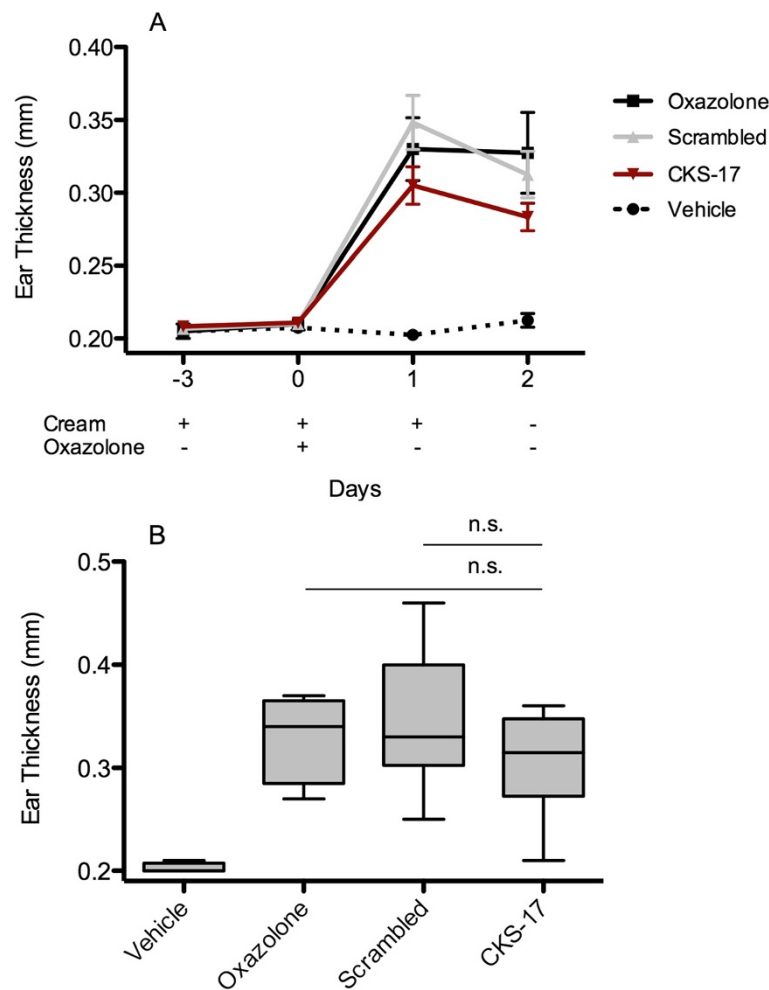 A
0.40
0.35
0.30
0.25
0.20
Ear Thickness (mm)
Oxazolone
Scrambled
CKS-17
Vehicle
-3 0 1 2
Cream + + + -
Oxazolone - + - -
Days
B
n.s.
n.s.
0.5
0.4
0.3
0.2
Ear Thickness (mm)
Vehicle
Oxazolone
Scrambled
CKS-17